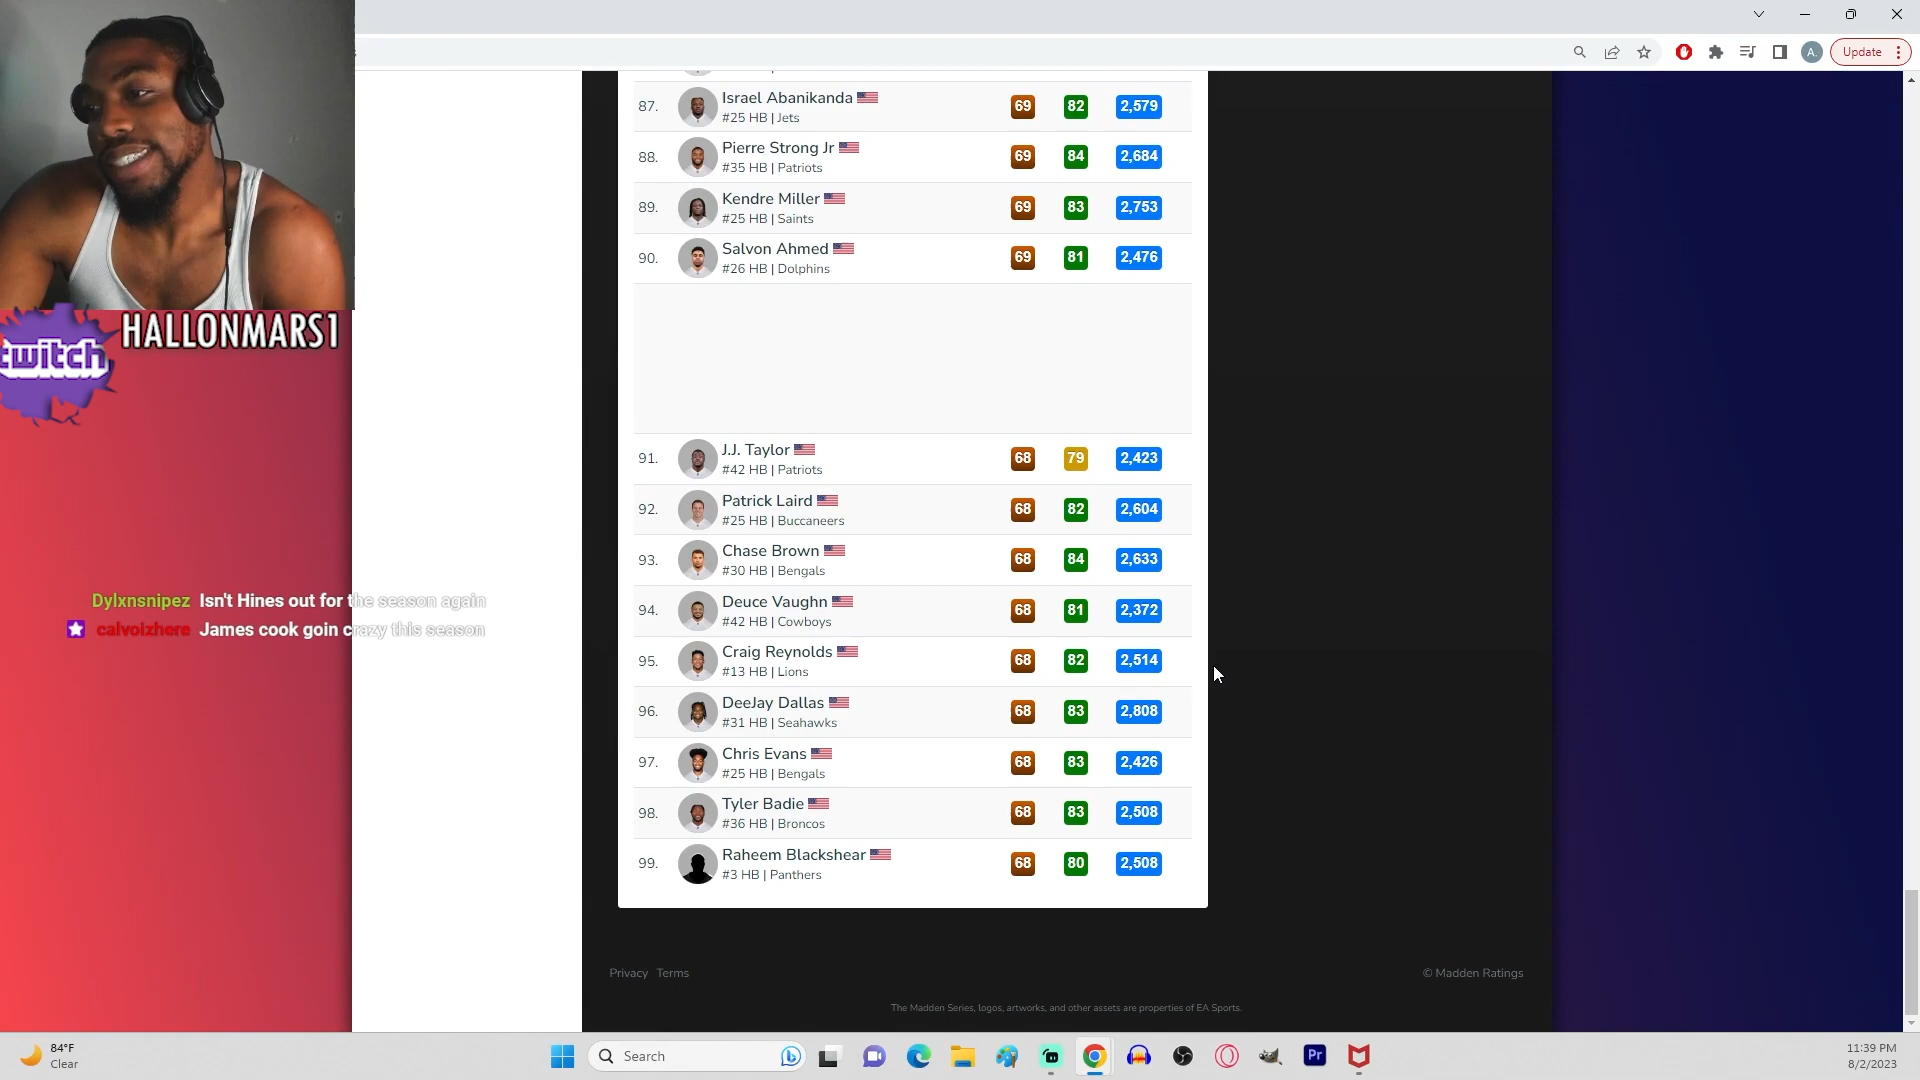 Update
A.
87. Israel Abanikanda 69 82 2,579
#25 HB | Jets
88. Pierre Strong Jr 69 84 2,684
#35 HB | Patriots
89. Kendre Miller 69 83 2,753
#25 HB | Saints
90. Salvon Ahmed 69 81 2,476
#26 HB | Dolphins
twitch HALLONMARS1
91. J.J. Taylor 68 79 2,423
#42 HB | Patriots
92. Patrick Laird 68 82 2,604
#25 HB | Buccaneers
93. Chase Brown 68 84 2,633
#30 HB | Bengals
Dylxnsnipez Isn't Hines out for the season again
calvoizhere James cook goin crazy this season
94. Deuce Vaughn 68 81 2,372
#42 HB | Cowboys
95. Craig Reynolds 68 82 2,514
#13 HB | Lions
96. DeeJay Dallas 68 83 2,808
#31 HB | Seahawks
97. Chris Evans 68 83 2,426
#25 HB | Bengals
98. Tyler Badie 68 83 2,508
#36 HB | Broncos
99. Raheem Blackshear 68 80 2,508
#3 HB | Panthers
Privacy Terms
© Madden Ratings
The Madden Series, logos, artworks, and other assets are properties of EA Sports.
84°F
Clear
Search
Pr
11:39 PM
8/2/2023